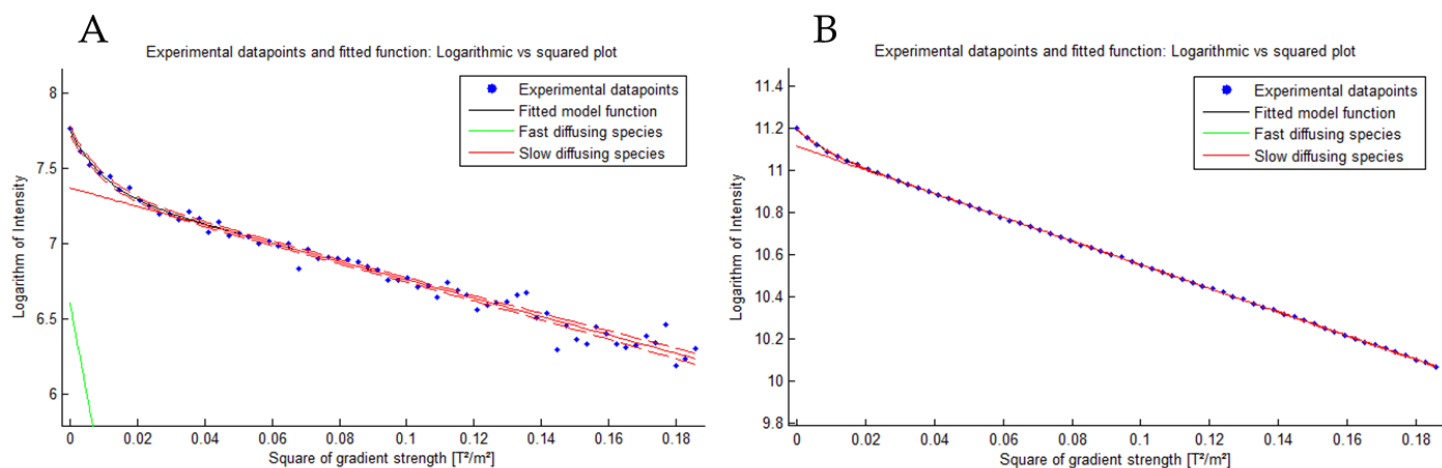 A
Experimental datapoints and fitted function: Logarithmic vs squared plot
Experimental datapoints
Fitted model function
Fast diffusing species
Slow diffusing species
Logarithm of Intensity
8
7.5
7
6.5
6
0
0.02
0.04
0.06
0.08
0.1
0.12
0.14
0.16
0.18
Square of gradient strength [T²/m²]
B
Experimental datapoints and fitted function: Logarithmic vs squared plot
Experimental datapoints
Fitted model function
Fast diffusing species
Slow diffusing species
Logarithm of Intensity
11.4
11.2
11
10.8
10.6
10.4
10.2
10
9.8
0
0.02
0.04
0.06
0.08
0.1
0.12
0.14
0.16
0.18
Square of gradient strength [T²/m²]